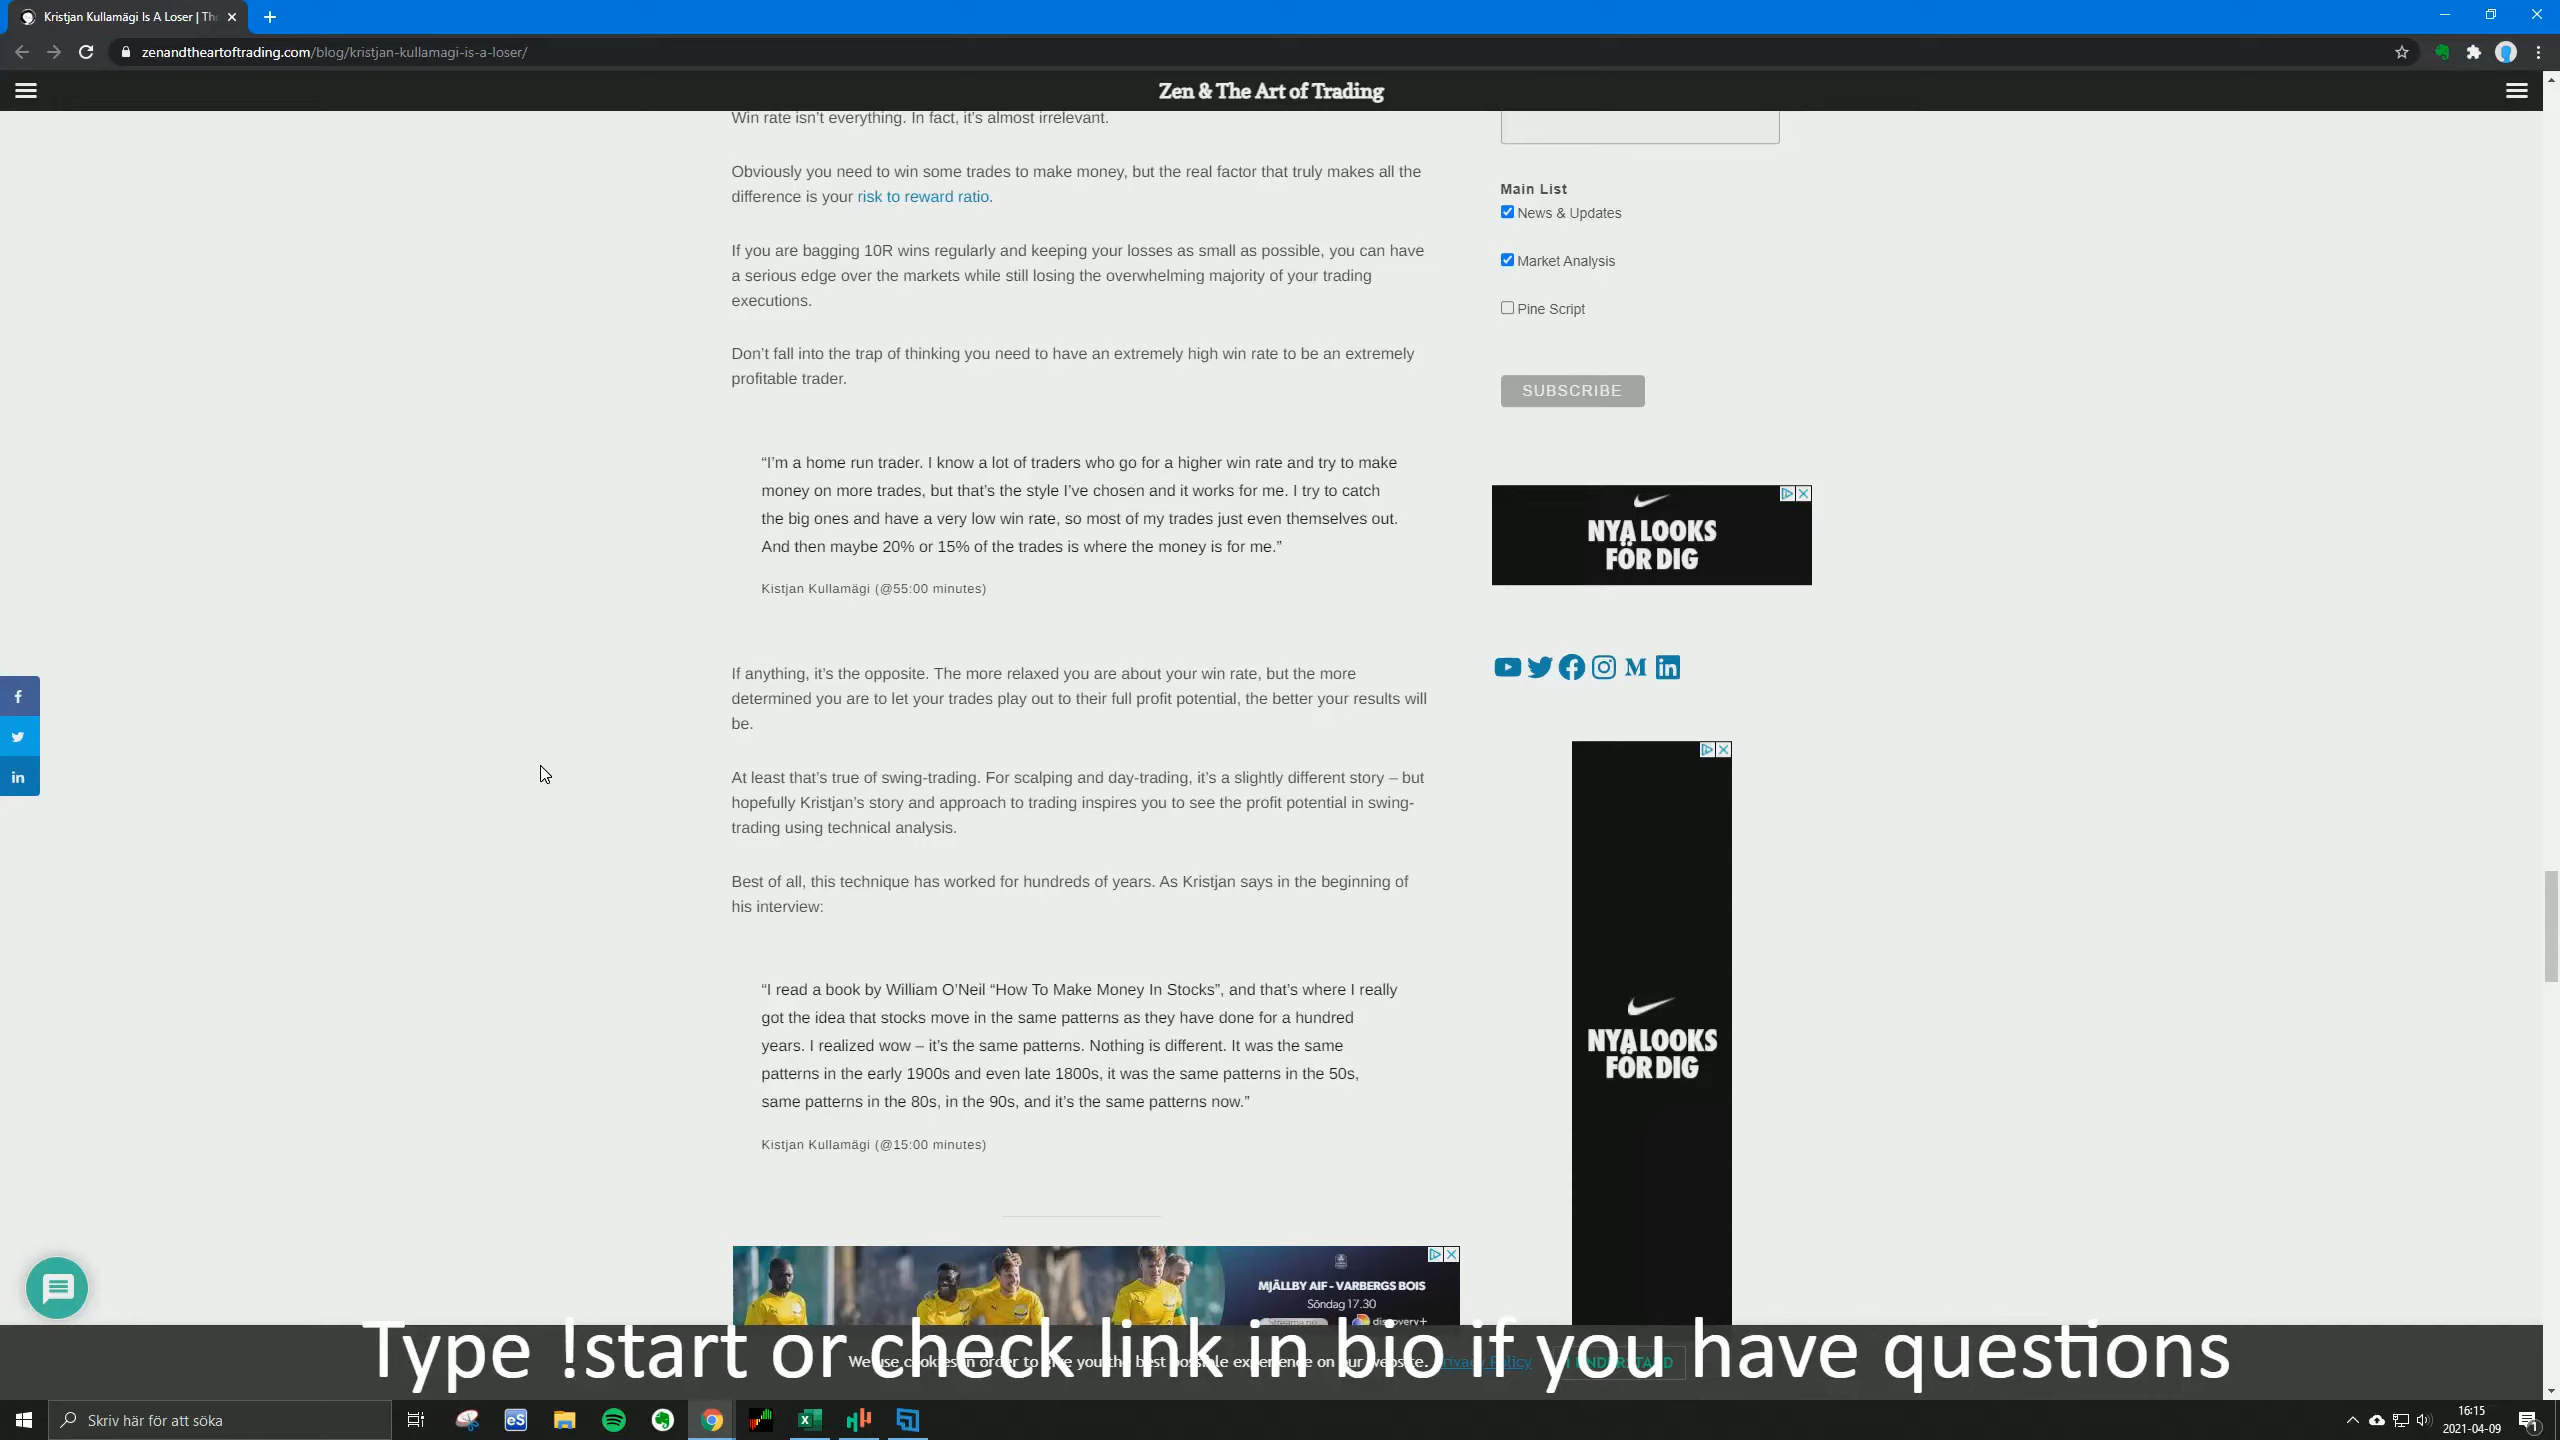 Kristjan Kullamägi Is A Loser | The
zenandtheartoftrading.com/blog/kristjan-kullamagi-is-a-loser/
Zen & The Art of Trading
Win rate isn’t everything. In fact, it’s almost irrelevant.
Obviously you need to win some trades to make money, but the real factor that truly makes all the
difference is your risk to reward ratio.
If you are bagging 10R wins regularly and keeping your losses as small as possible, you can have
a serious edge over the markets while still losing the overwhelming majority of your trading
executions.
Don’t fall into the trap of thinking you need to have an extremely high win rate to be an extremely
profitable trader.
“I’m a home run trader. I know a lot of traders who go for a higher win rate and try to make
money on more trades, but that’s the style I’ve chosen and it works for me. I try to catch
the big ones and have a very low win rate, so most of my trades just even themselves out.
And then maybe 20% or 15% of the trades is where the money is for me.”
Kistjan Kullamägi (@55:00 minutes)
If anything, it’s the opposite. The more relaxed you are about your win rate, but the more
determined you are to let your trades play out to their full profit potential, the better your results will
be.
At least that’s true of swing-trading. For scalping and day-trading, it’s a slightly different story – but
hopefully Kristjan’s story and approach to trading inspires you to see the profit potential in swing-
trading using technical analysis.
Best of all, this technique has worked for hundreds of years. As Kristjan says in the beginning of
his interview:
“I read a book by William O’Neil “How To Make Money In Stocks”, and that’s where I really
got the idea that stocks move in the same patterns as they have done for a hundred
years. I realized wow – it’s the same patterns. Nothing is different. It was the same
patterns in the early 1900s and even late 1800s, it was the same patterns in the 50s,
same patterns in the 80s, in the 90s, and it’s the same patterns now.”
Kistjan Kullamägi (@15:00 minutes)
Main List
News & Updates
Market Analysis
Pine Script
SUBSCRIBE
NYA LOOKS
FÖR DIG
NYA LOOKS
FÖR DIG
MJÄLLBY AIF - VARBERGS BOIS
Söndag 17.30
discovery+
Type !start or check link in bio if you have questions
We use cookies in order to give you the best possible experience on our website. Privacy Policy
I UNDERSTAND
Skriv här för att söka
16:15
2021-04-09